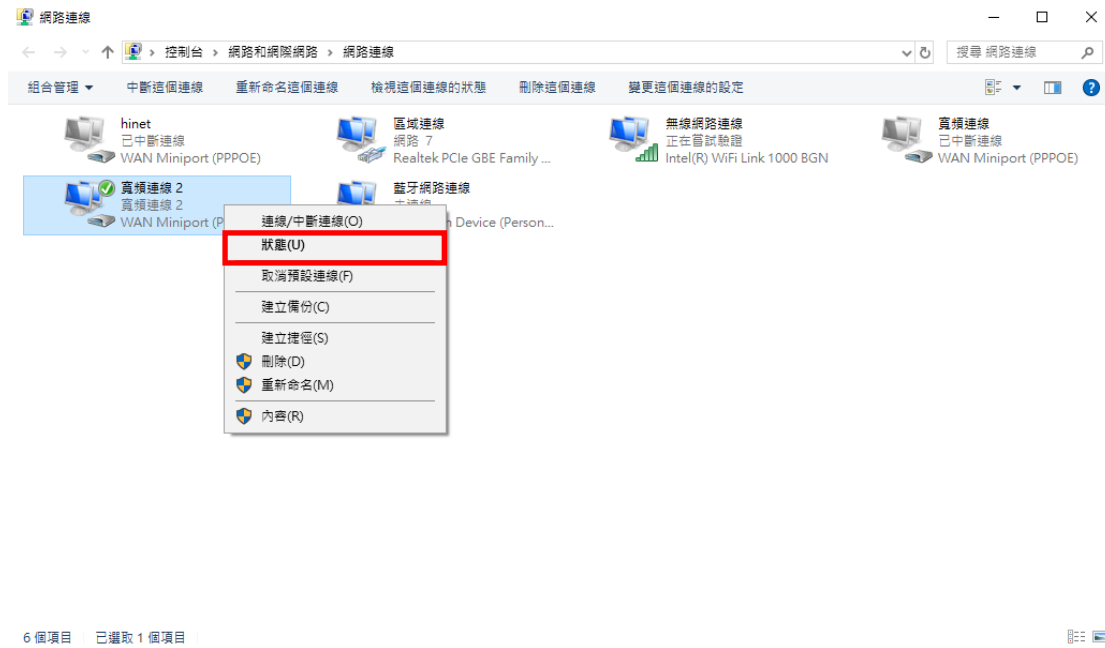 網路連線
控制台 › 網路和網際網路 › 網路連線
搜尋 網路連線
組合管理 中斷這個連線 重新命名這個連線 檢視這個連線的狀態 刪除這個連線 變更這個連線的設定
hinet
已中斷連線
WAN Miniport (PPPOE)
區域連線
網路 7
Realtek PCIe GBE Family ...
無線網路連線
正在嘗試驗證
Intel(R) WiFi Link 1000 BGN
寬頻連線
已中斷連線
WAN Miniport (PPPOE)
寬頻連線 2
寬頻連線 2
WAN Miniport (P
藍牙網路連線
Device (Person...
連線/中斷連線(O)
狀態(U)
取消預設連線(F)
建立備份(C)
建立捷徑(S)
刪除(D)
重新命名(M)
內容(R)
6 個項目 已選取 1 個項目